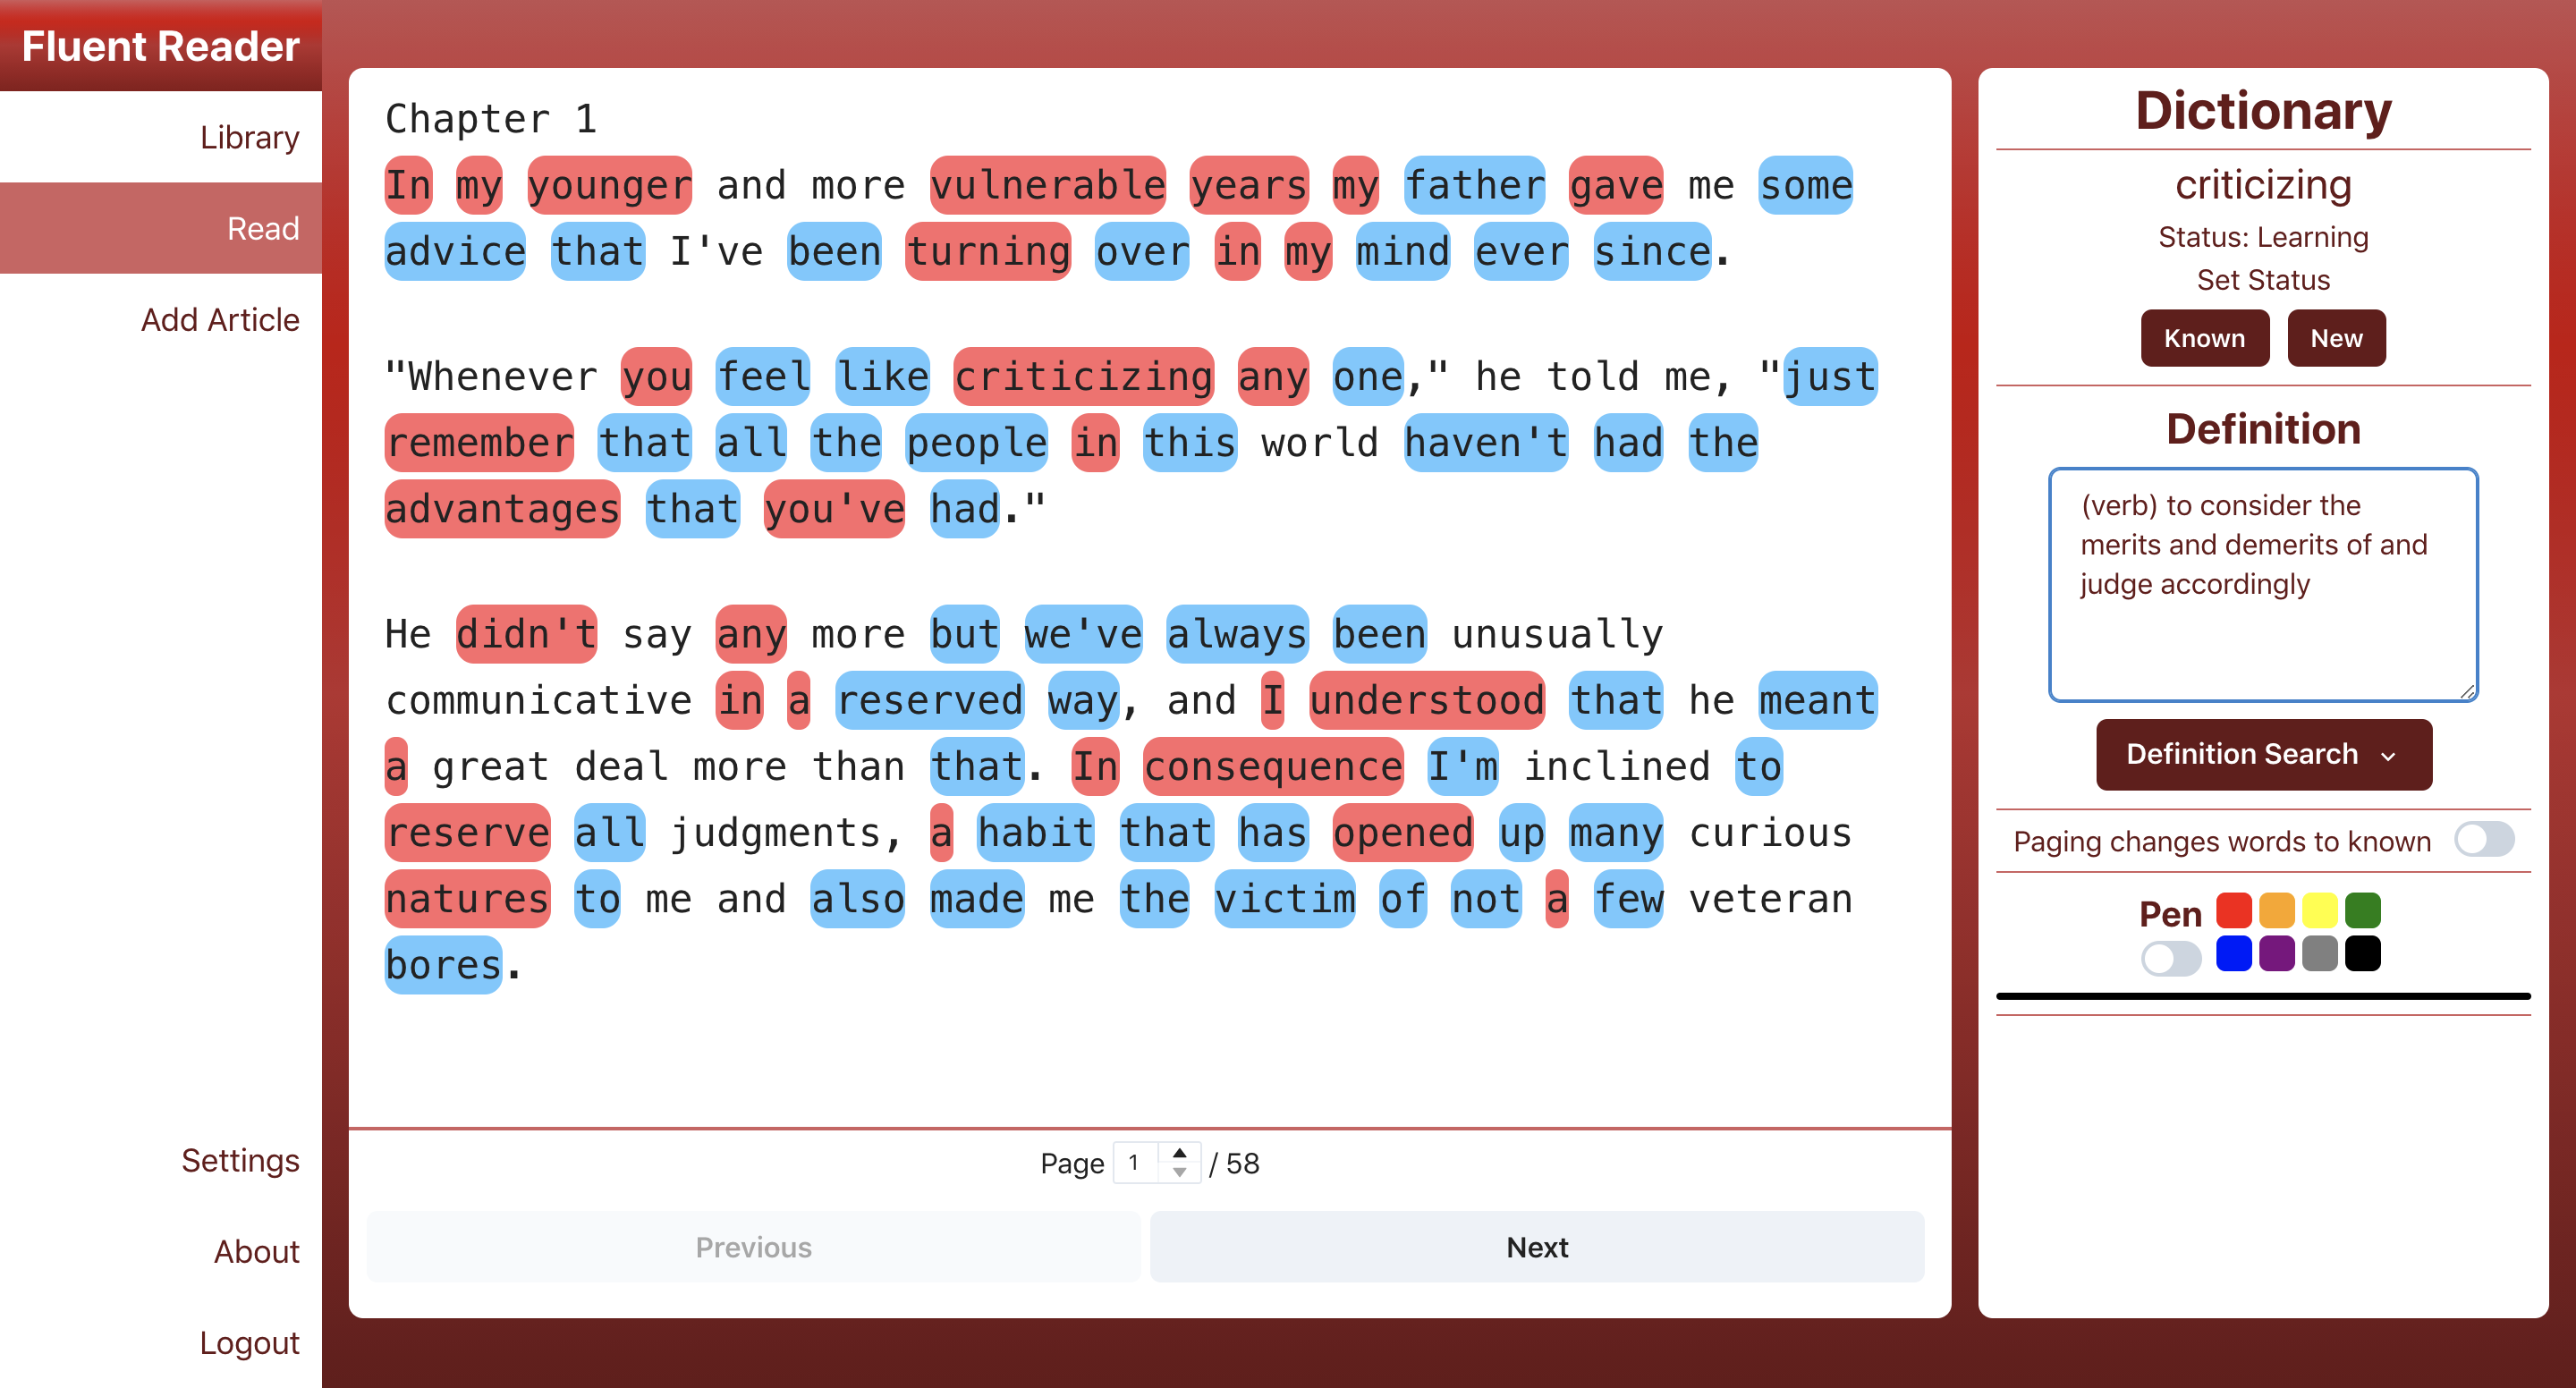 Fluent Reader
Library
Read
Add Article
Settings
About
Logout
Chapter 1
In my younger and more vulnerable years my father gave me some
advice that I've been turning over in my mind ever since.
"Whenever you feel like criticizing any one," he told me, "just
remember that all the people in this world haven't had the
advantages that you've had."
He didn't say any more but we've always been unusually
communicative in a reserved way, and I understood that he meant
a great deal more than that. In consequence I'm inclined to
reserve all judgments, a habit that has opened up many curious
natures to me and also made me the victim of not a few veteran
bores.
Page 1 / 58
Previous
Next
Dictionary
criticizing
Status: Learning
Set Status
Known New
Definition
(verb) to consider the
merits and demerits of and
judge accordingly
Definition Search
Paging changes words to known
Pen